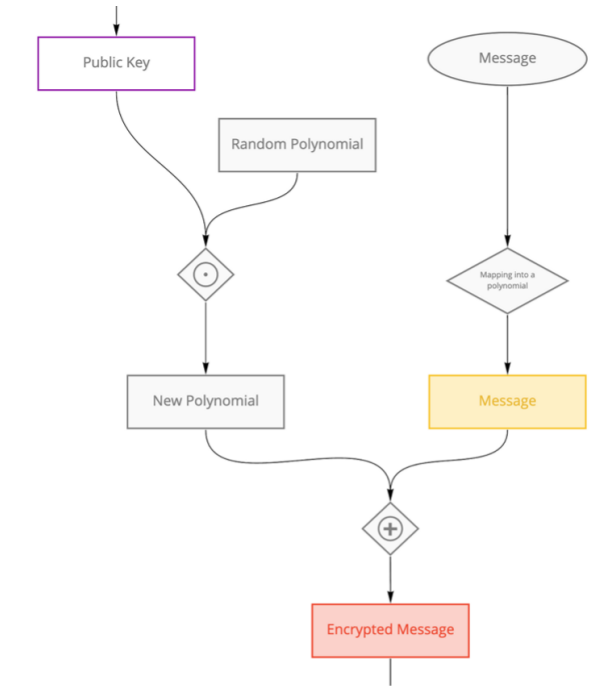 Public Key
Message
Random Polynomial
Mapping into a
polynomial
New Polynomial
Message
Encrypted Message